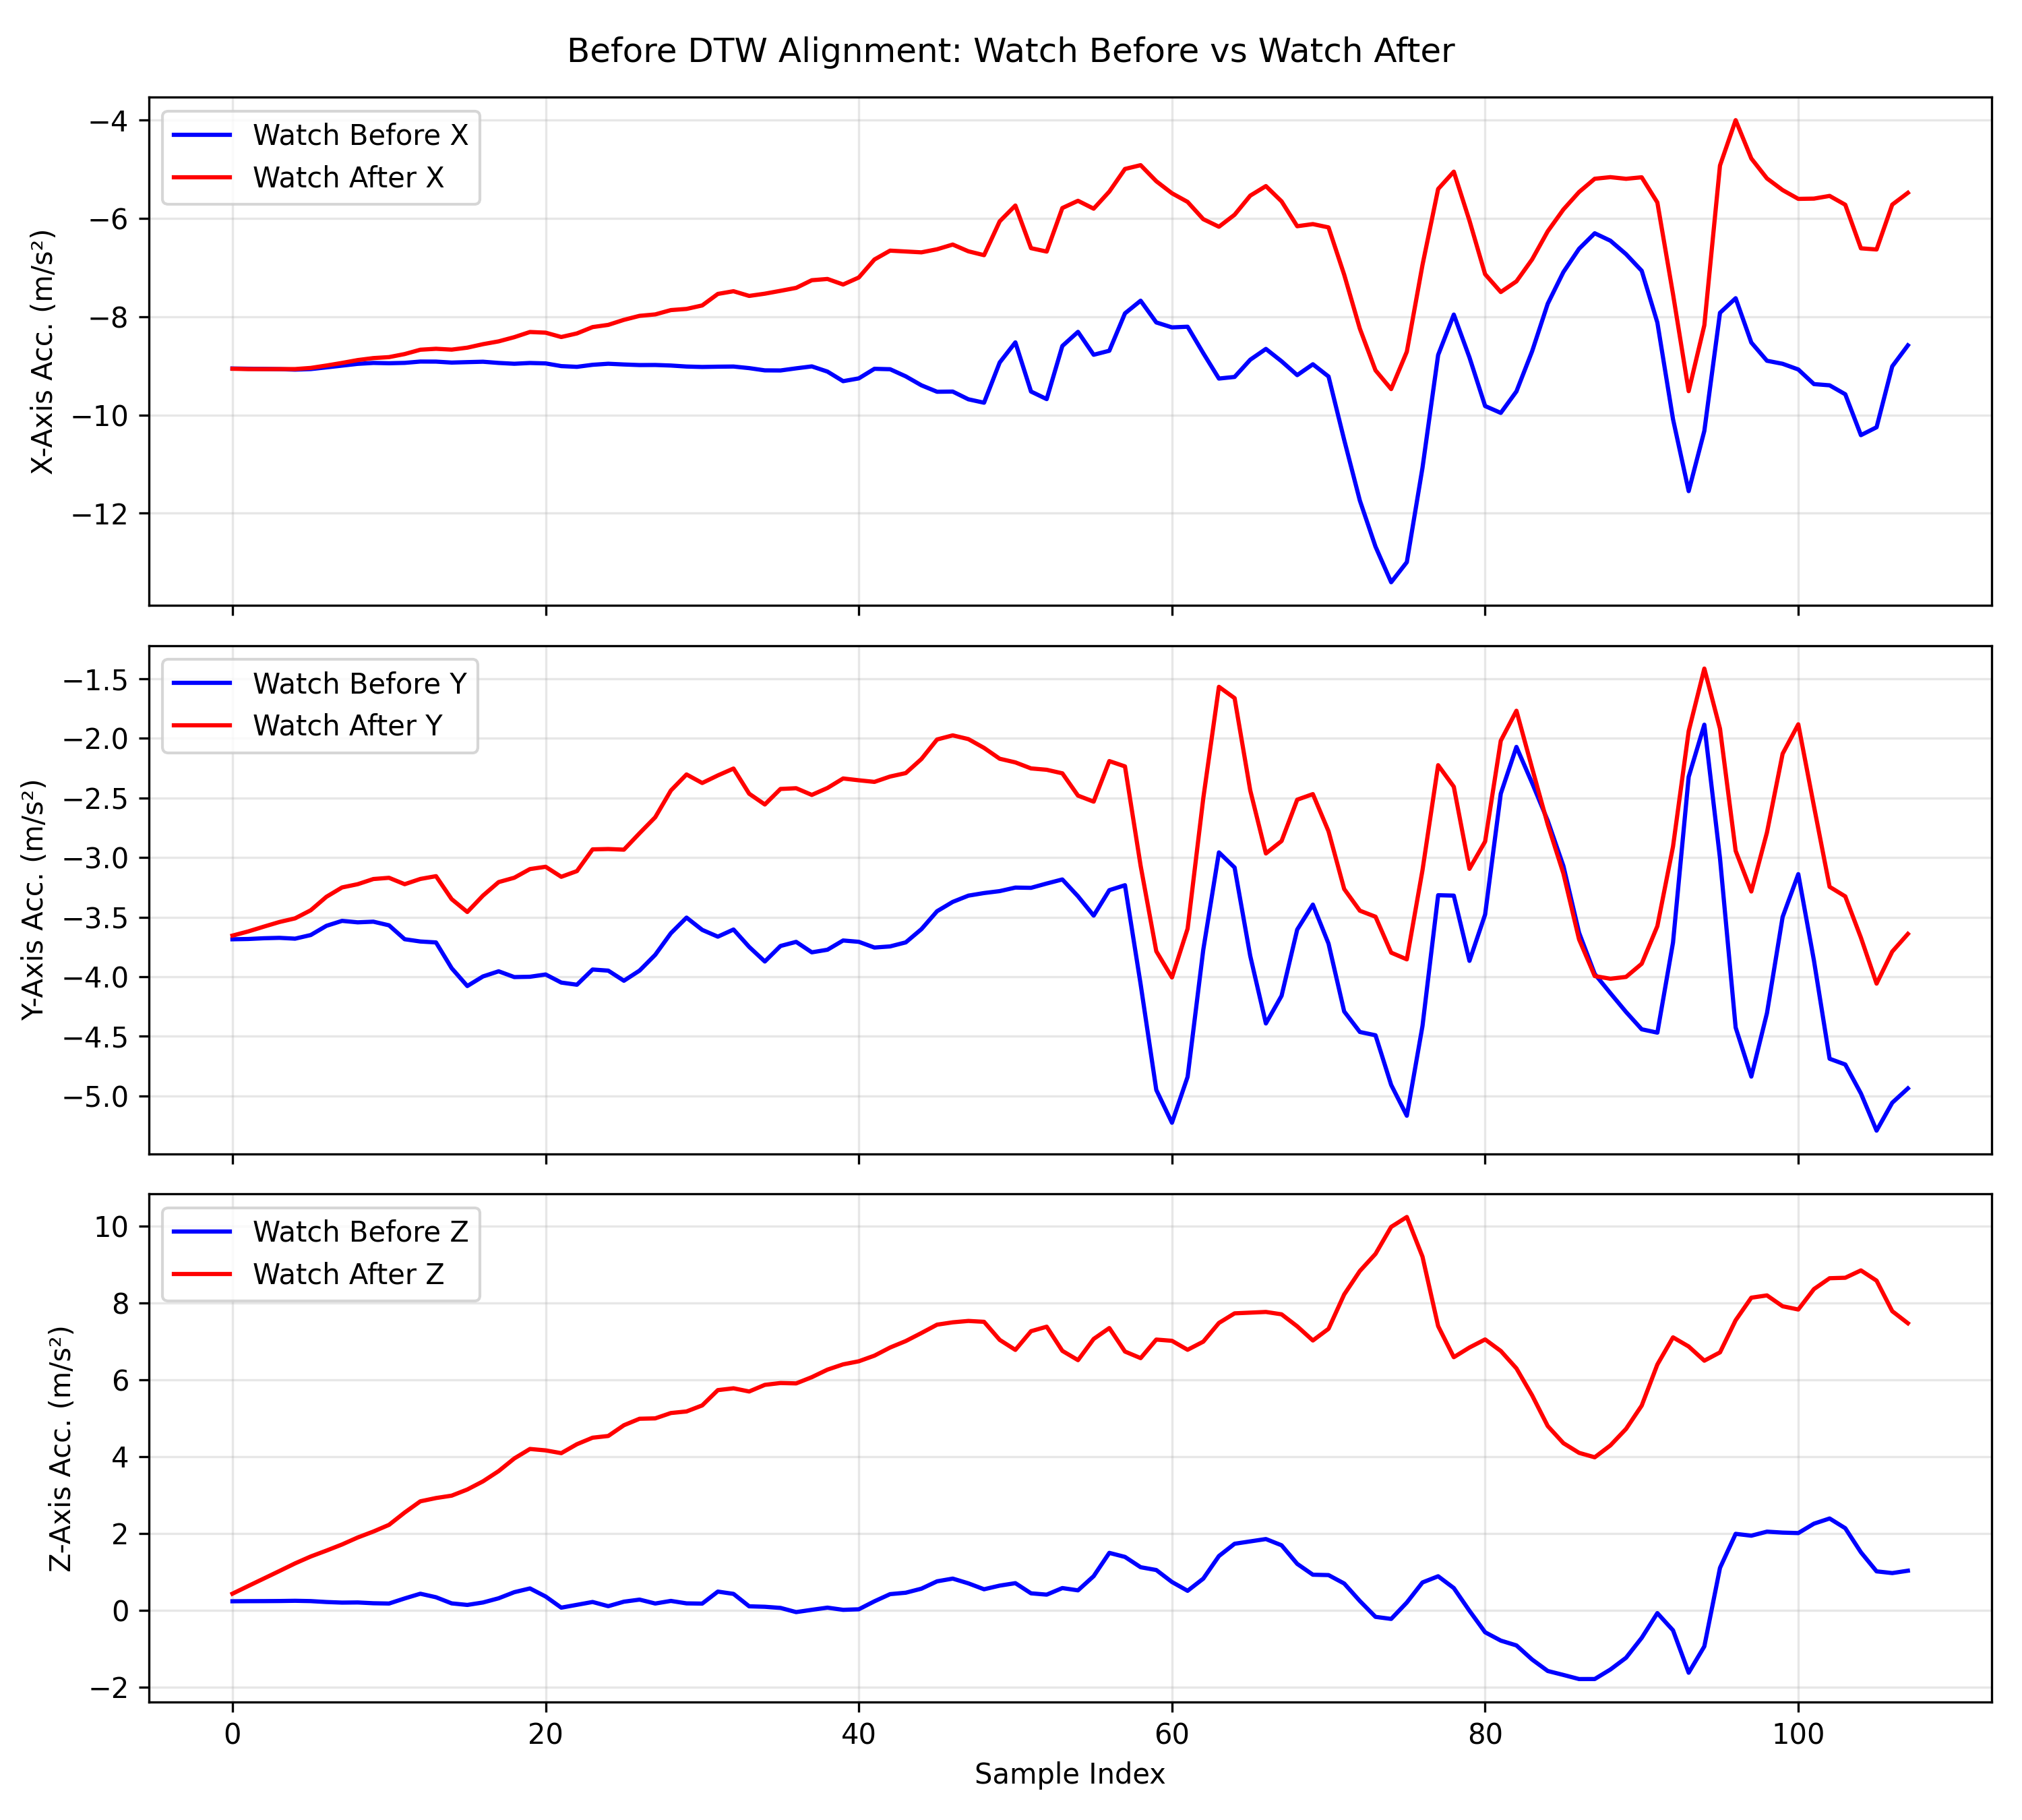 Before DTW Alignment: Watch Before vs Watch After
X-Axis Acc. (m/s²)
−4
−6
−8
−10
−12
Watch Before X
Watch After X
Y-Axis Acc. (m/s²)
−1.5
−2.0
−2.5
−3.0
−3.5
−4.0
−4.5
−5.0
Watch Before Y
Watch After Y
Z-Axis Acc. (m/s²)
10
8
6
4
2
0
−2
Watch Before Z
Watch After Z
0 20 40 60 80 100
Sample Index